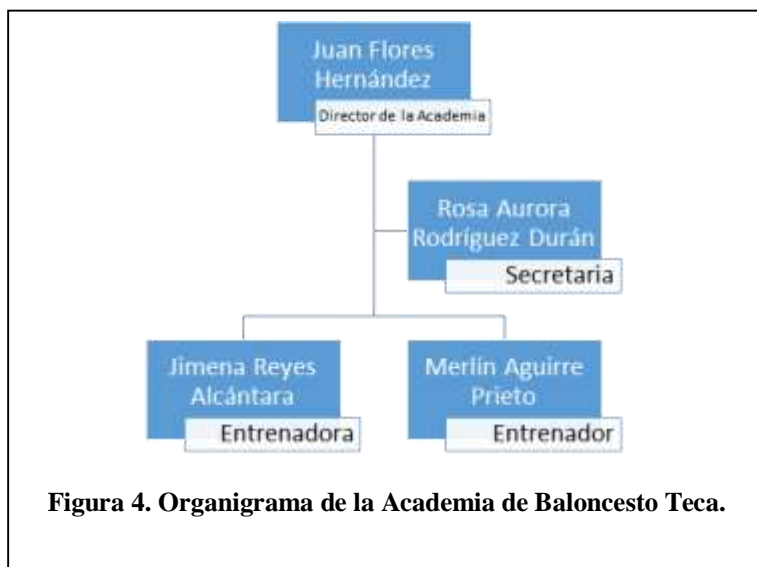 Juan Flores
Hernández
Director de la Academia
Rosa Aurora
Rodríguez Durán
Secretaria
Jimena Reyes
Alcántara
Entrenadora
Merlín Aguirre
Prieto
Entrenador
Figura 4. Organigrama de la Academia de Baloncesto Teca.